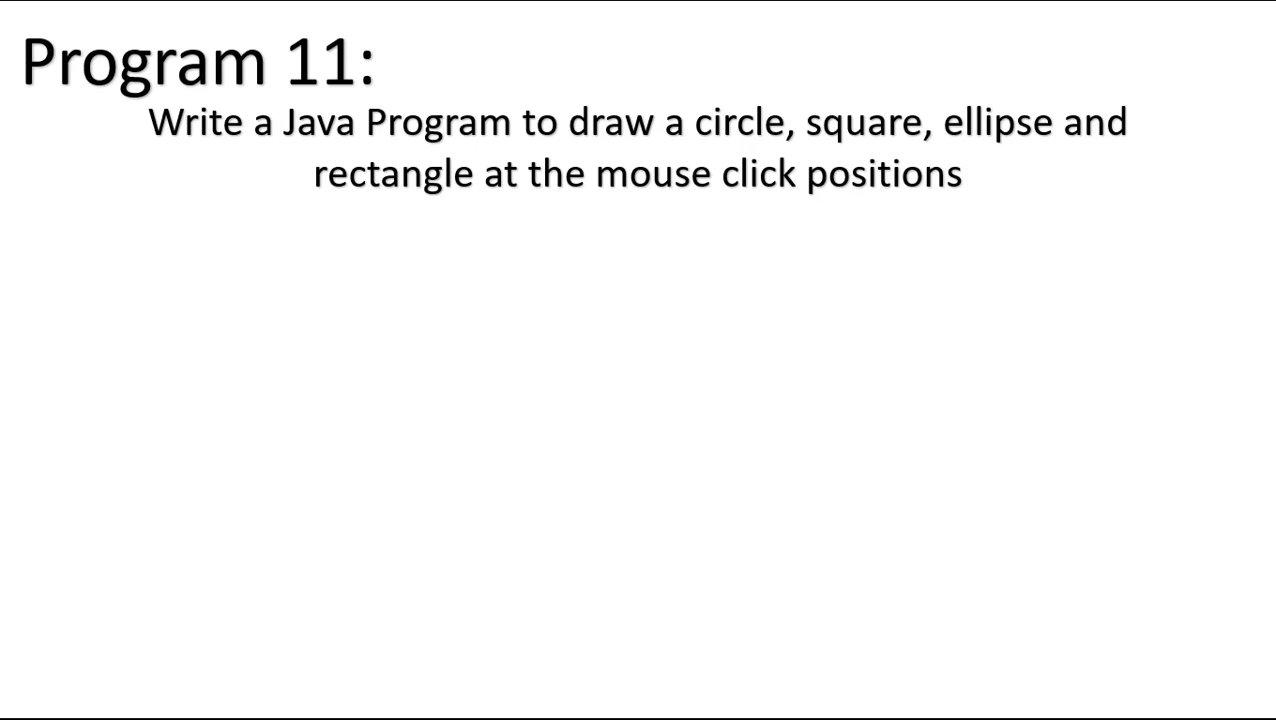 Program 11:
Write a Java Program to draw a circle, square, ellipse and
rectangle at the mouse click positions